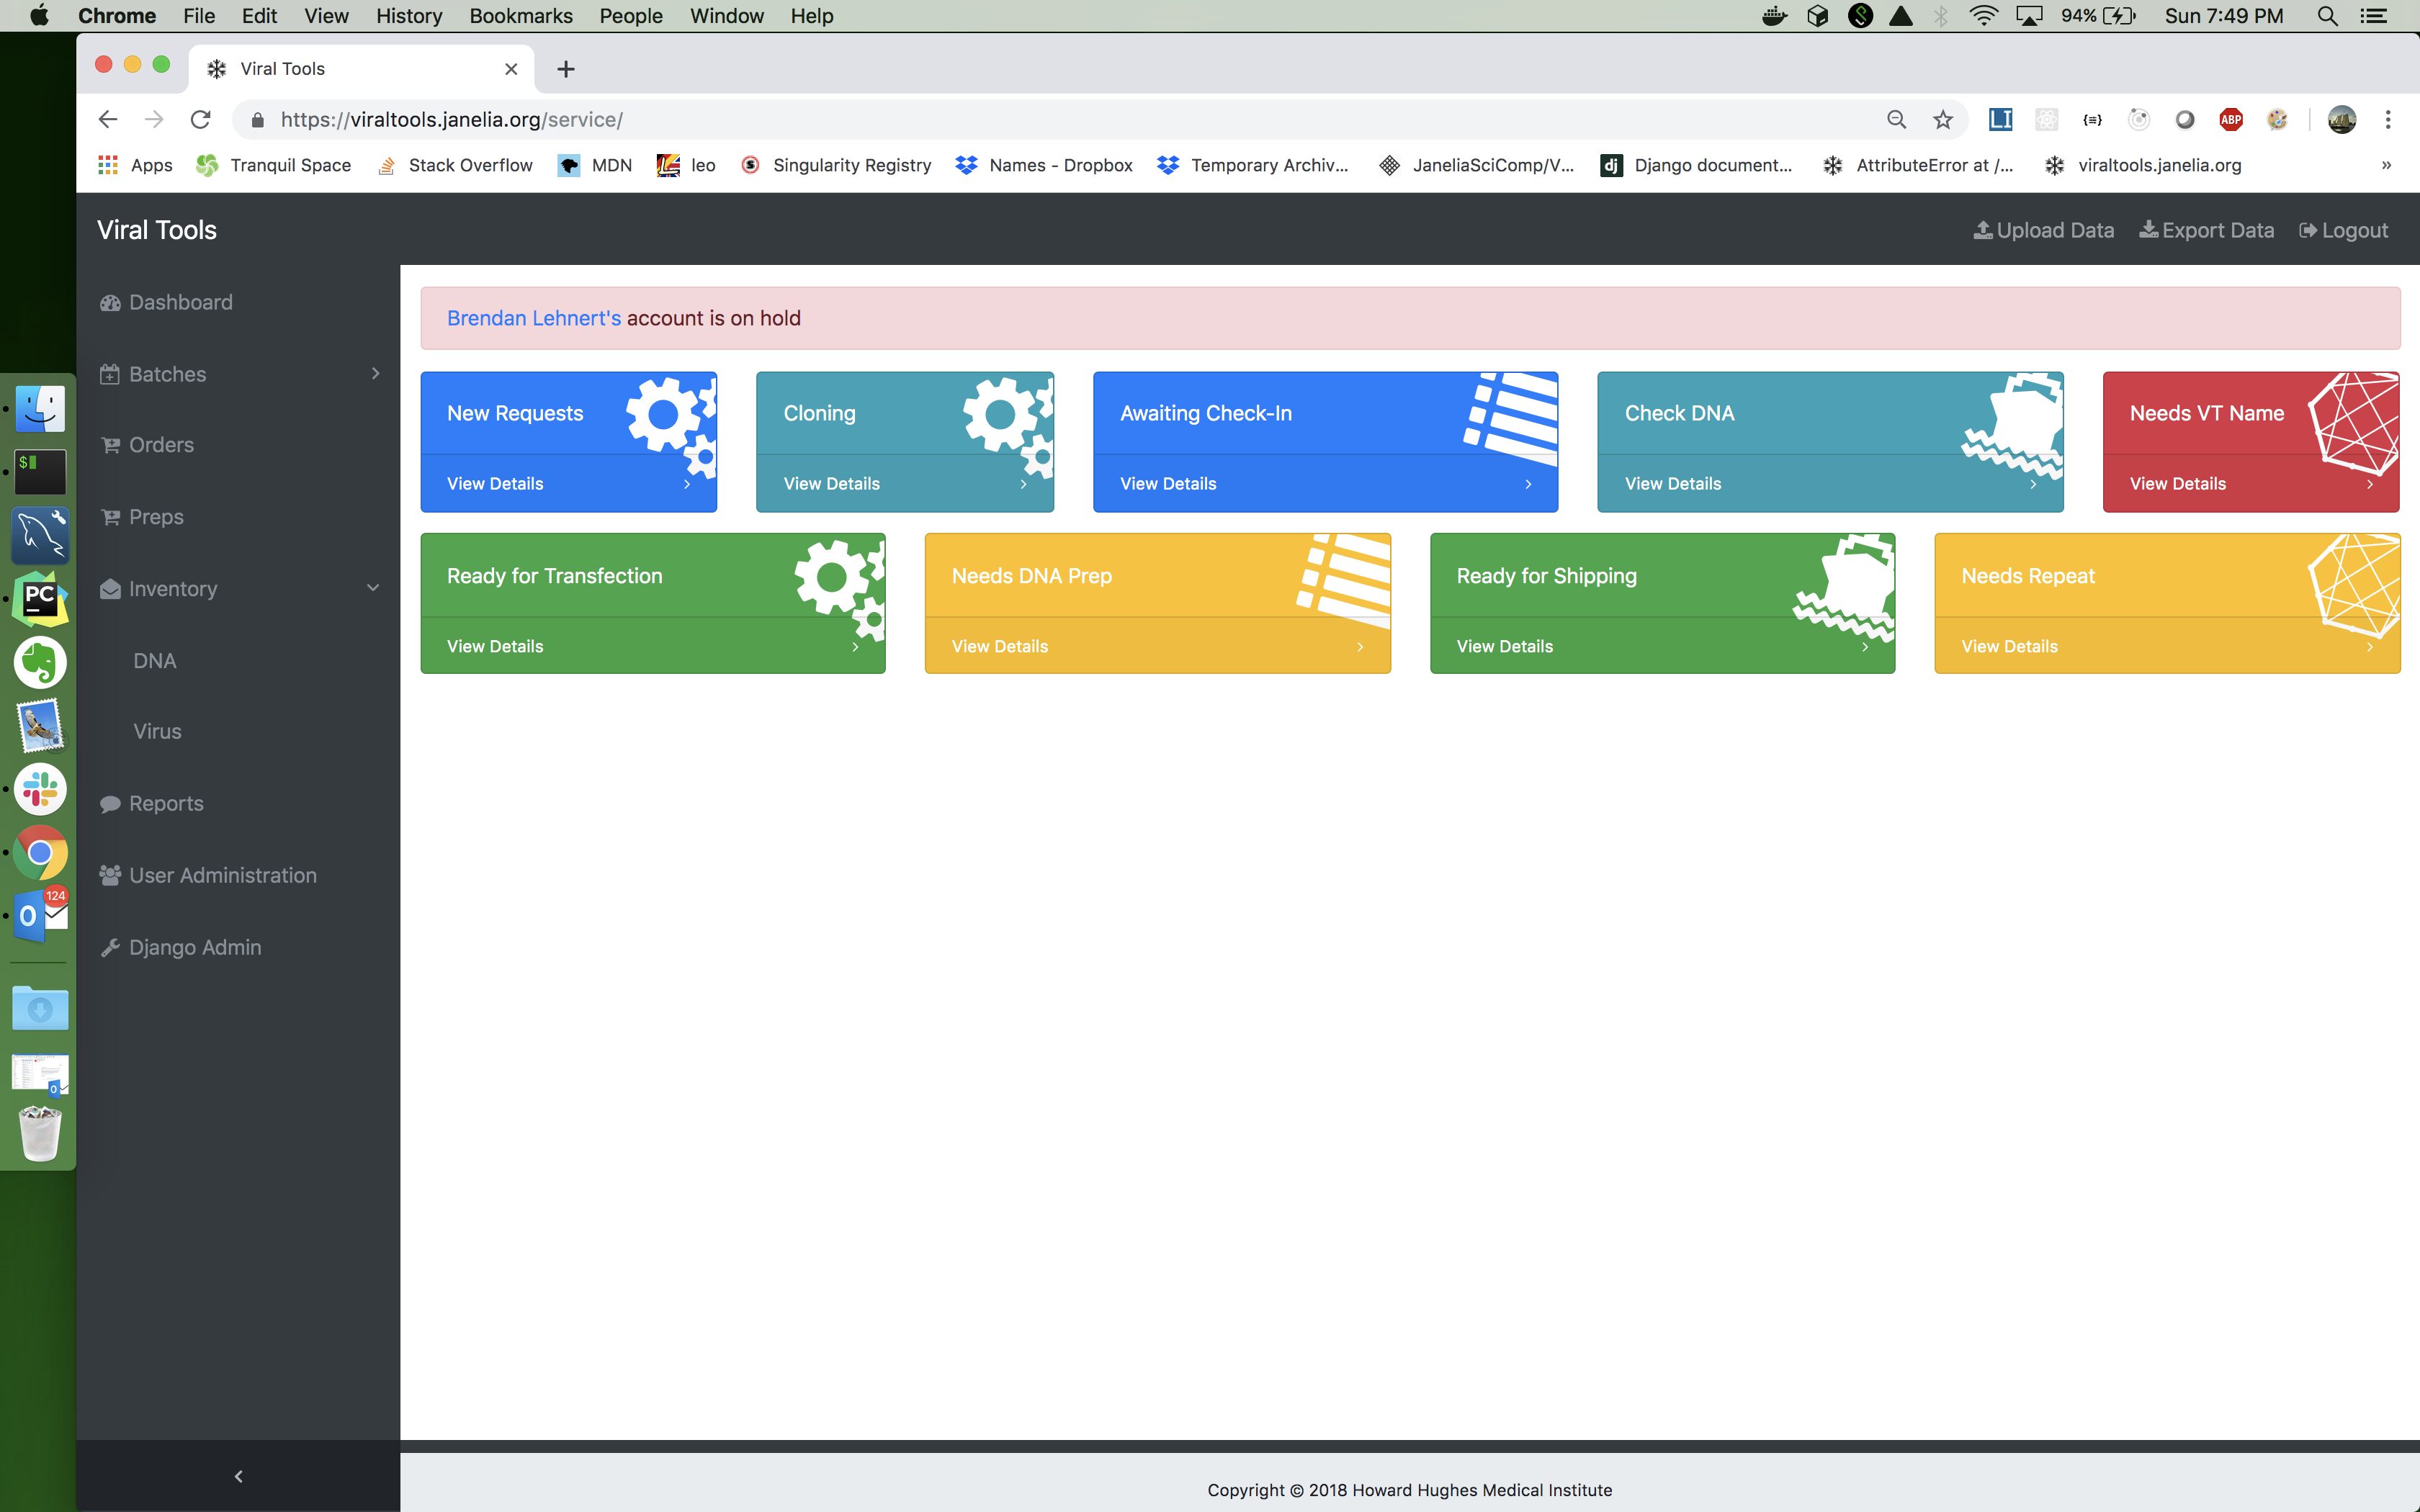 Chrome File Edit View History Bookmarks People Window Help 94% Sun 7:49 PM
Viral Tools
https://viraltools.janelia.org/service/
LI {≡} ABP
Apps Tranquil Space Stack Overflow MDN leo Singularity Registry Names - Dropbox Temporary Archiv... JaneliaSciComp/V... dj Django document... AttributeError at /... viraltools.janelia.org »
Viral Tools Upload Data Export Data Logout
Dashboard
Batches
Orders
Preps
Inventory
DNA
Virus
Reports
User Administration
Django Admin
Brendan Lehnert's account is on hold
New Requests Cloning Awaiting Check-In Check DNA Needs VT Name
View Details View Details View Details View Details View Details
Ready for Transfection Needs DNA Prep Ready for Shipping Needs Repeat
View Details View Details View Details View Details
$
PC
124
O
Copyright © 2018 Howard Hughes Medical Institute